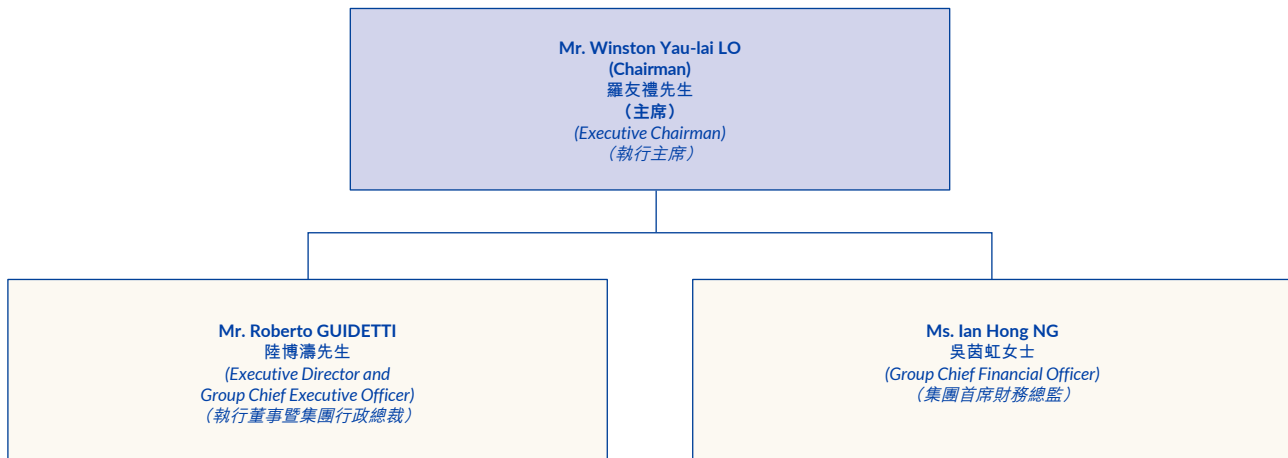 Mr. Winston Yau-lai LO
(Chairman)
羅友禮先生
（主席）
(Executive Chairman)
（執行主席）
Mr. Roberto GUIDETTI
陸博濤先生
(Executive Director and
Group Chief Executive Officer)
（執行董事暨集團行政總裁）
Ms. Ian Hong NG
吳茵虹女士
(Group Chief Financial Officer)
（集團首席財務總監）